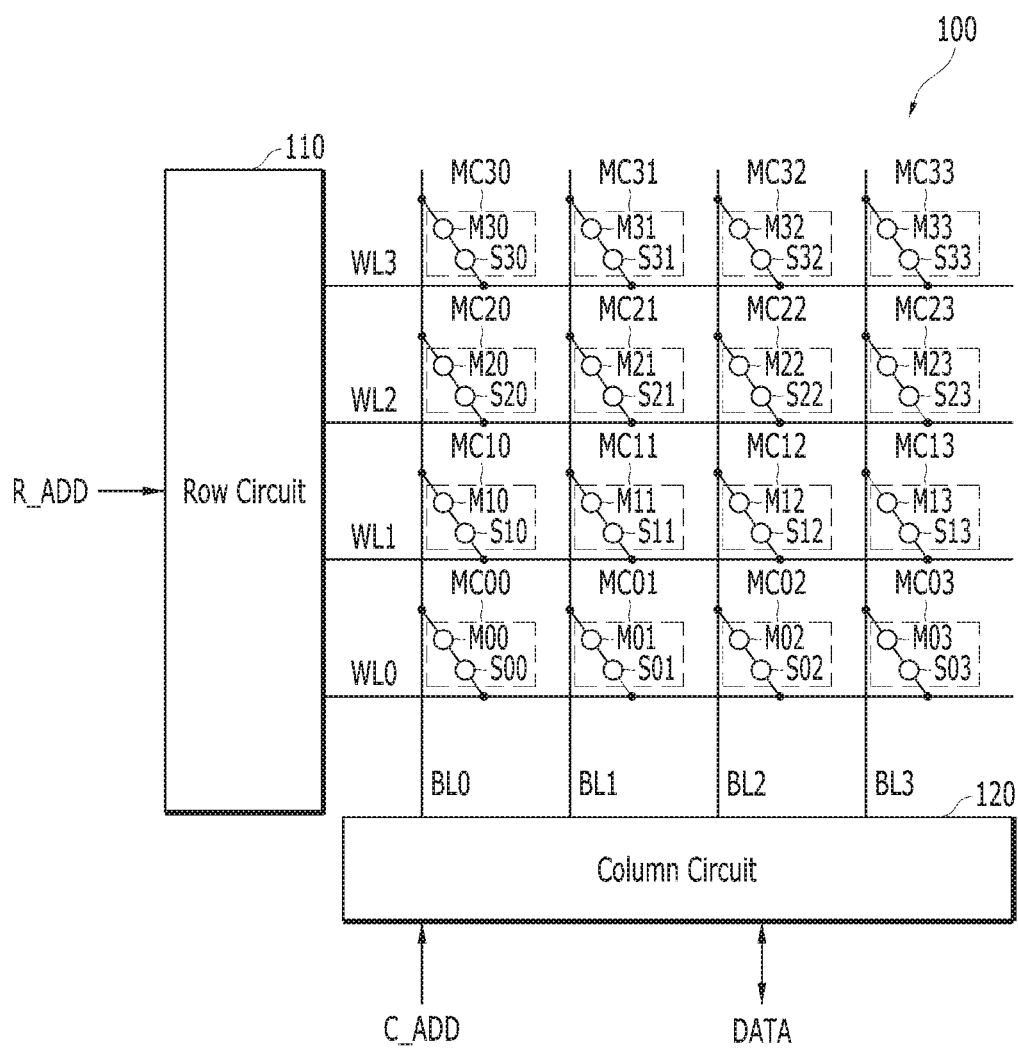 100
110
MC30 MC31 MC32 MC33
M30 M31 M32 M33
S30 S31 S32 S33
WL3
MC20 MC21 MC22 MC23
M20 M21 M22 M23
S20 S21 S22 S23
WL2
MC10 MC11 MC12 MC13
R_ADD Row Circuit M10 M11 M12 M13
S10 S11 S12 S13
WL1
MC00 MC01 MC02 MC03
M00 M01 M02 M03
S00 S01 S02 S03
WL0
BL0 BL1 BL2 BL3
120
Column Circuit
C_ADD DATA